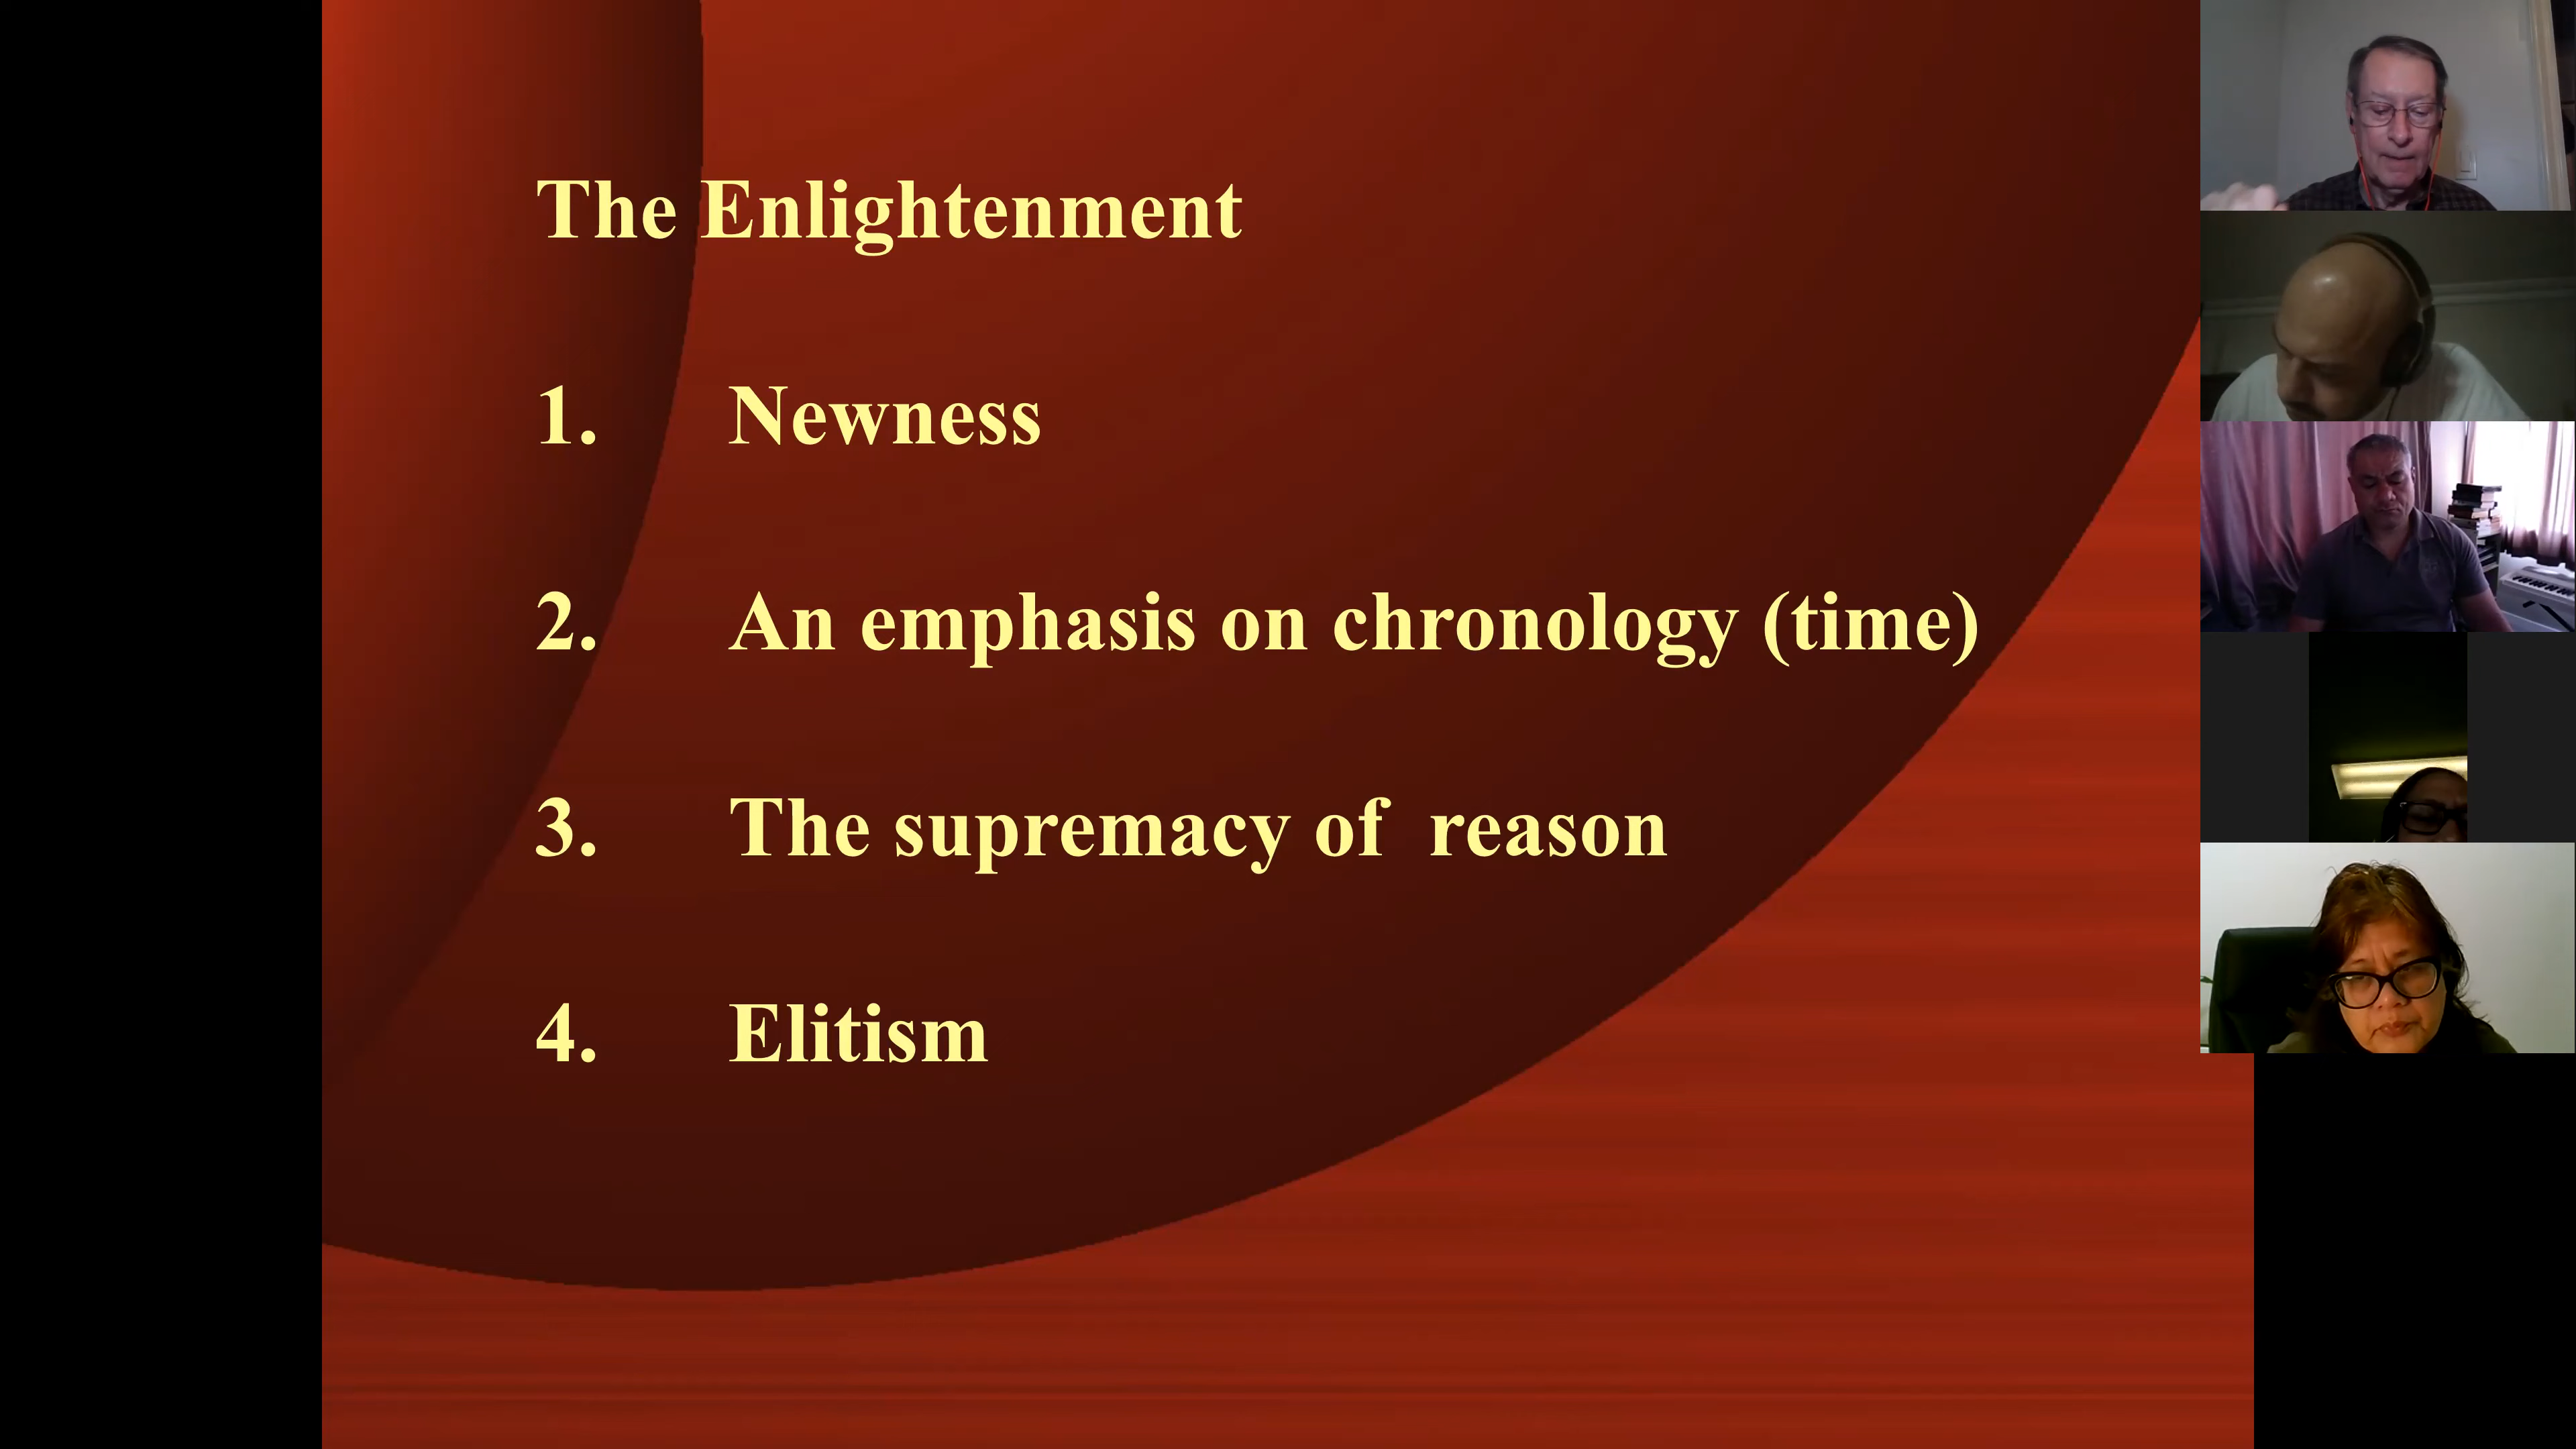 The Enlightenment
1. Newness
2. An emphasis on chronology (time)
3. The supremacy of reason
4. Elitism